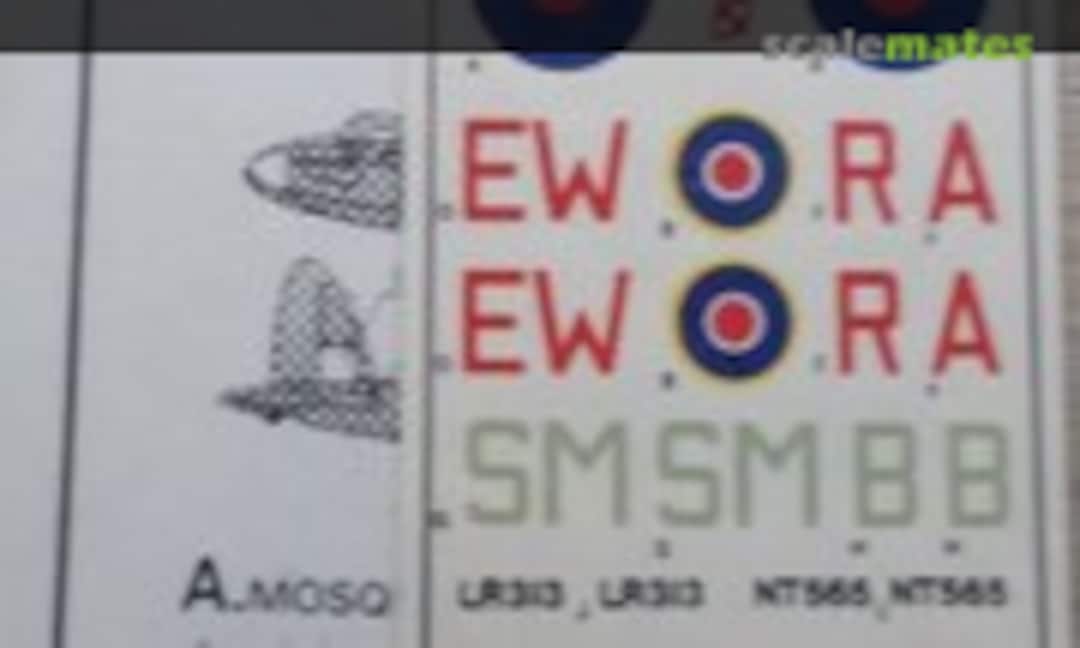 scalemates
EW RA
EW RA
SM SM B B
A. MOSQ
LR313, LR313 NT565, NT565